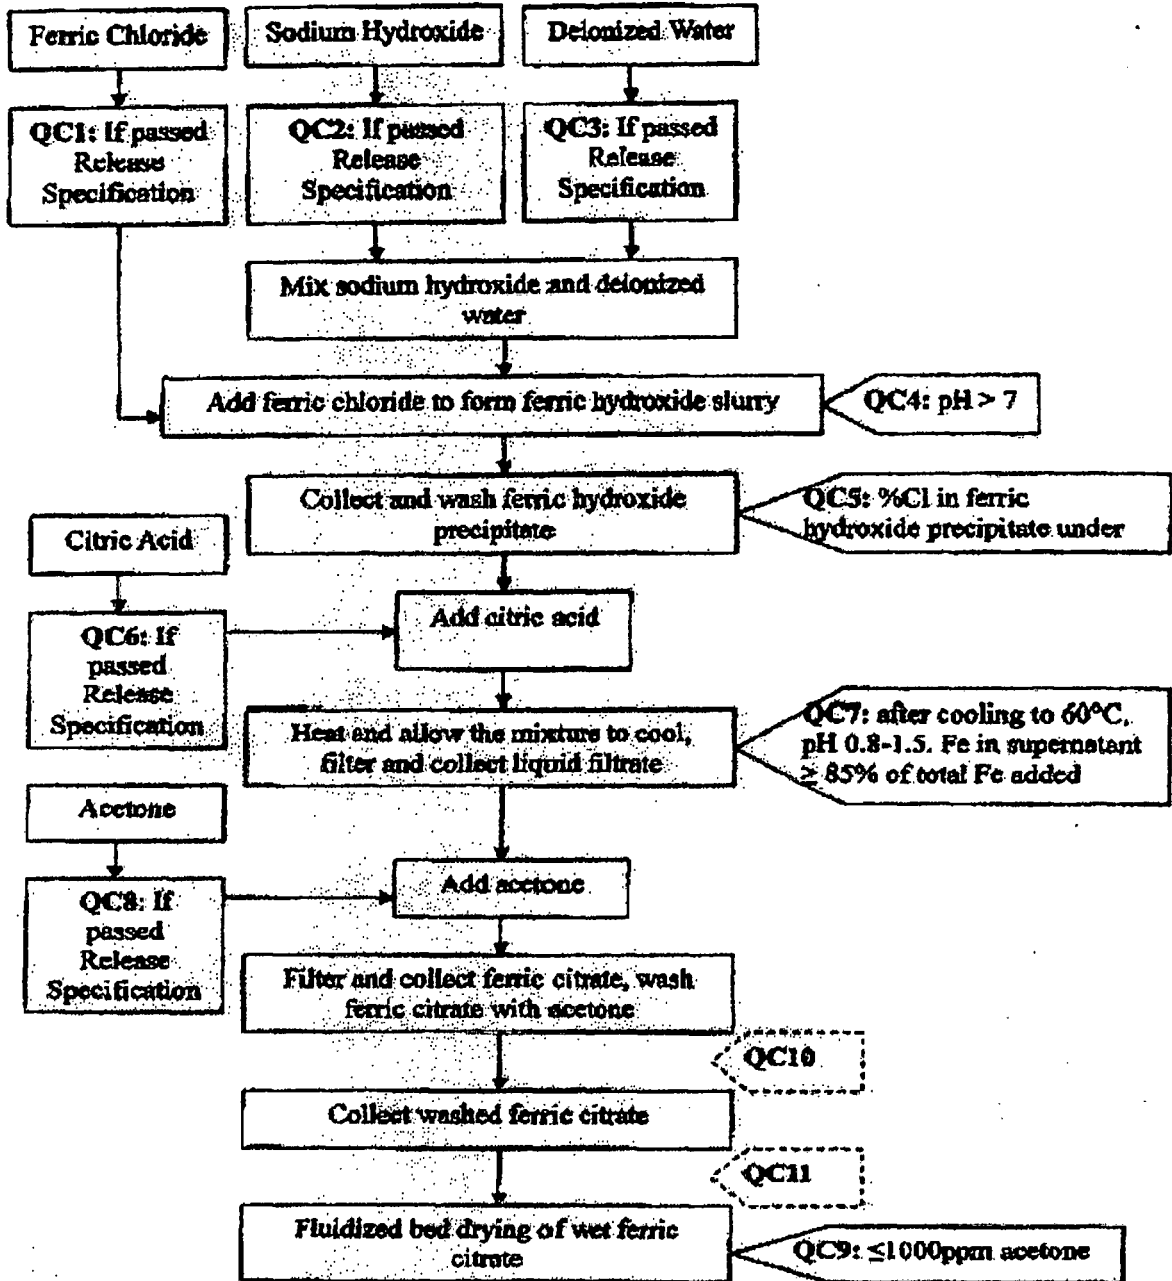 Ferric Chloride
Sodium Hydroxide
Deionized Water
QC1: If passed
Release
Specification
QC2: If passed
Release
Specification
QC3: If passed
Release
Specification
Mix sodium hydroxide and deionized
water
Add ferric chloride to form ferric hydroxide slurry
QC4: pH > 7
Collect and wash ferric hydroxide
precipitate
QC5: %Cl in ferric
hydroxide precipitate under
Citric Acid
QC6: If
passed
Release
Specification
Add citric acid
Heat and allow the mixture to cool,
filter and collect liquid filtrate
QC7: after cooling to 60°C,
pH 0.8-1.5. Fe in supernatant
≥ 85% of total Fe added
Acetone
QC8: If
passed
Release
Specification
Add acetone
Filter and collect ferric citrate, wash
ferric citrate with acetone
QC10
Collect washed ferric citrate
QC11
Fluidized bed drying of wet ferric
citrate
QC9: ≤1000ppm acetone